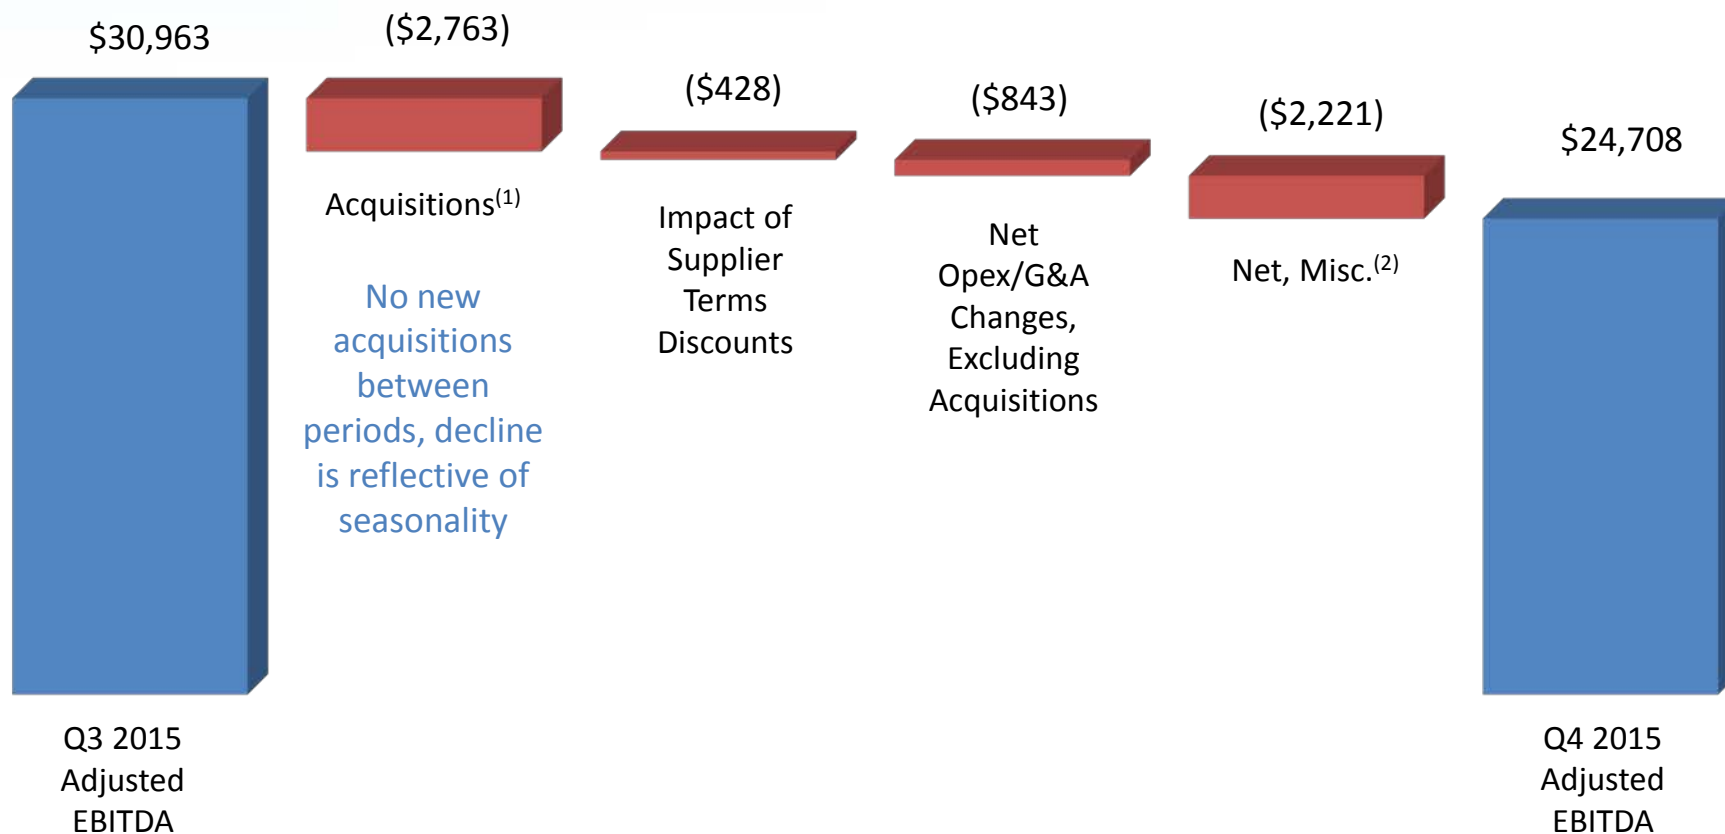 $30,963
($2,763)
($428)
($843)
($2,221)
$24,708
Acquisitions(1)
No new
acquisitions
between
periods, decline
is reflective of
seasonality
Impact of
Supplier
Terms
Discounts
Net
Opex/G&A
Changes,
Excluding
Acquisitions
Net, Misc.(2)
Q3 2015
Adjusted
EBITDA
Q4 2015
Adjusted
EBITDA